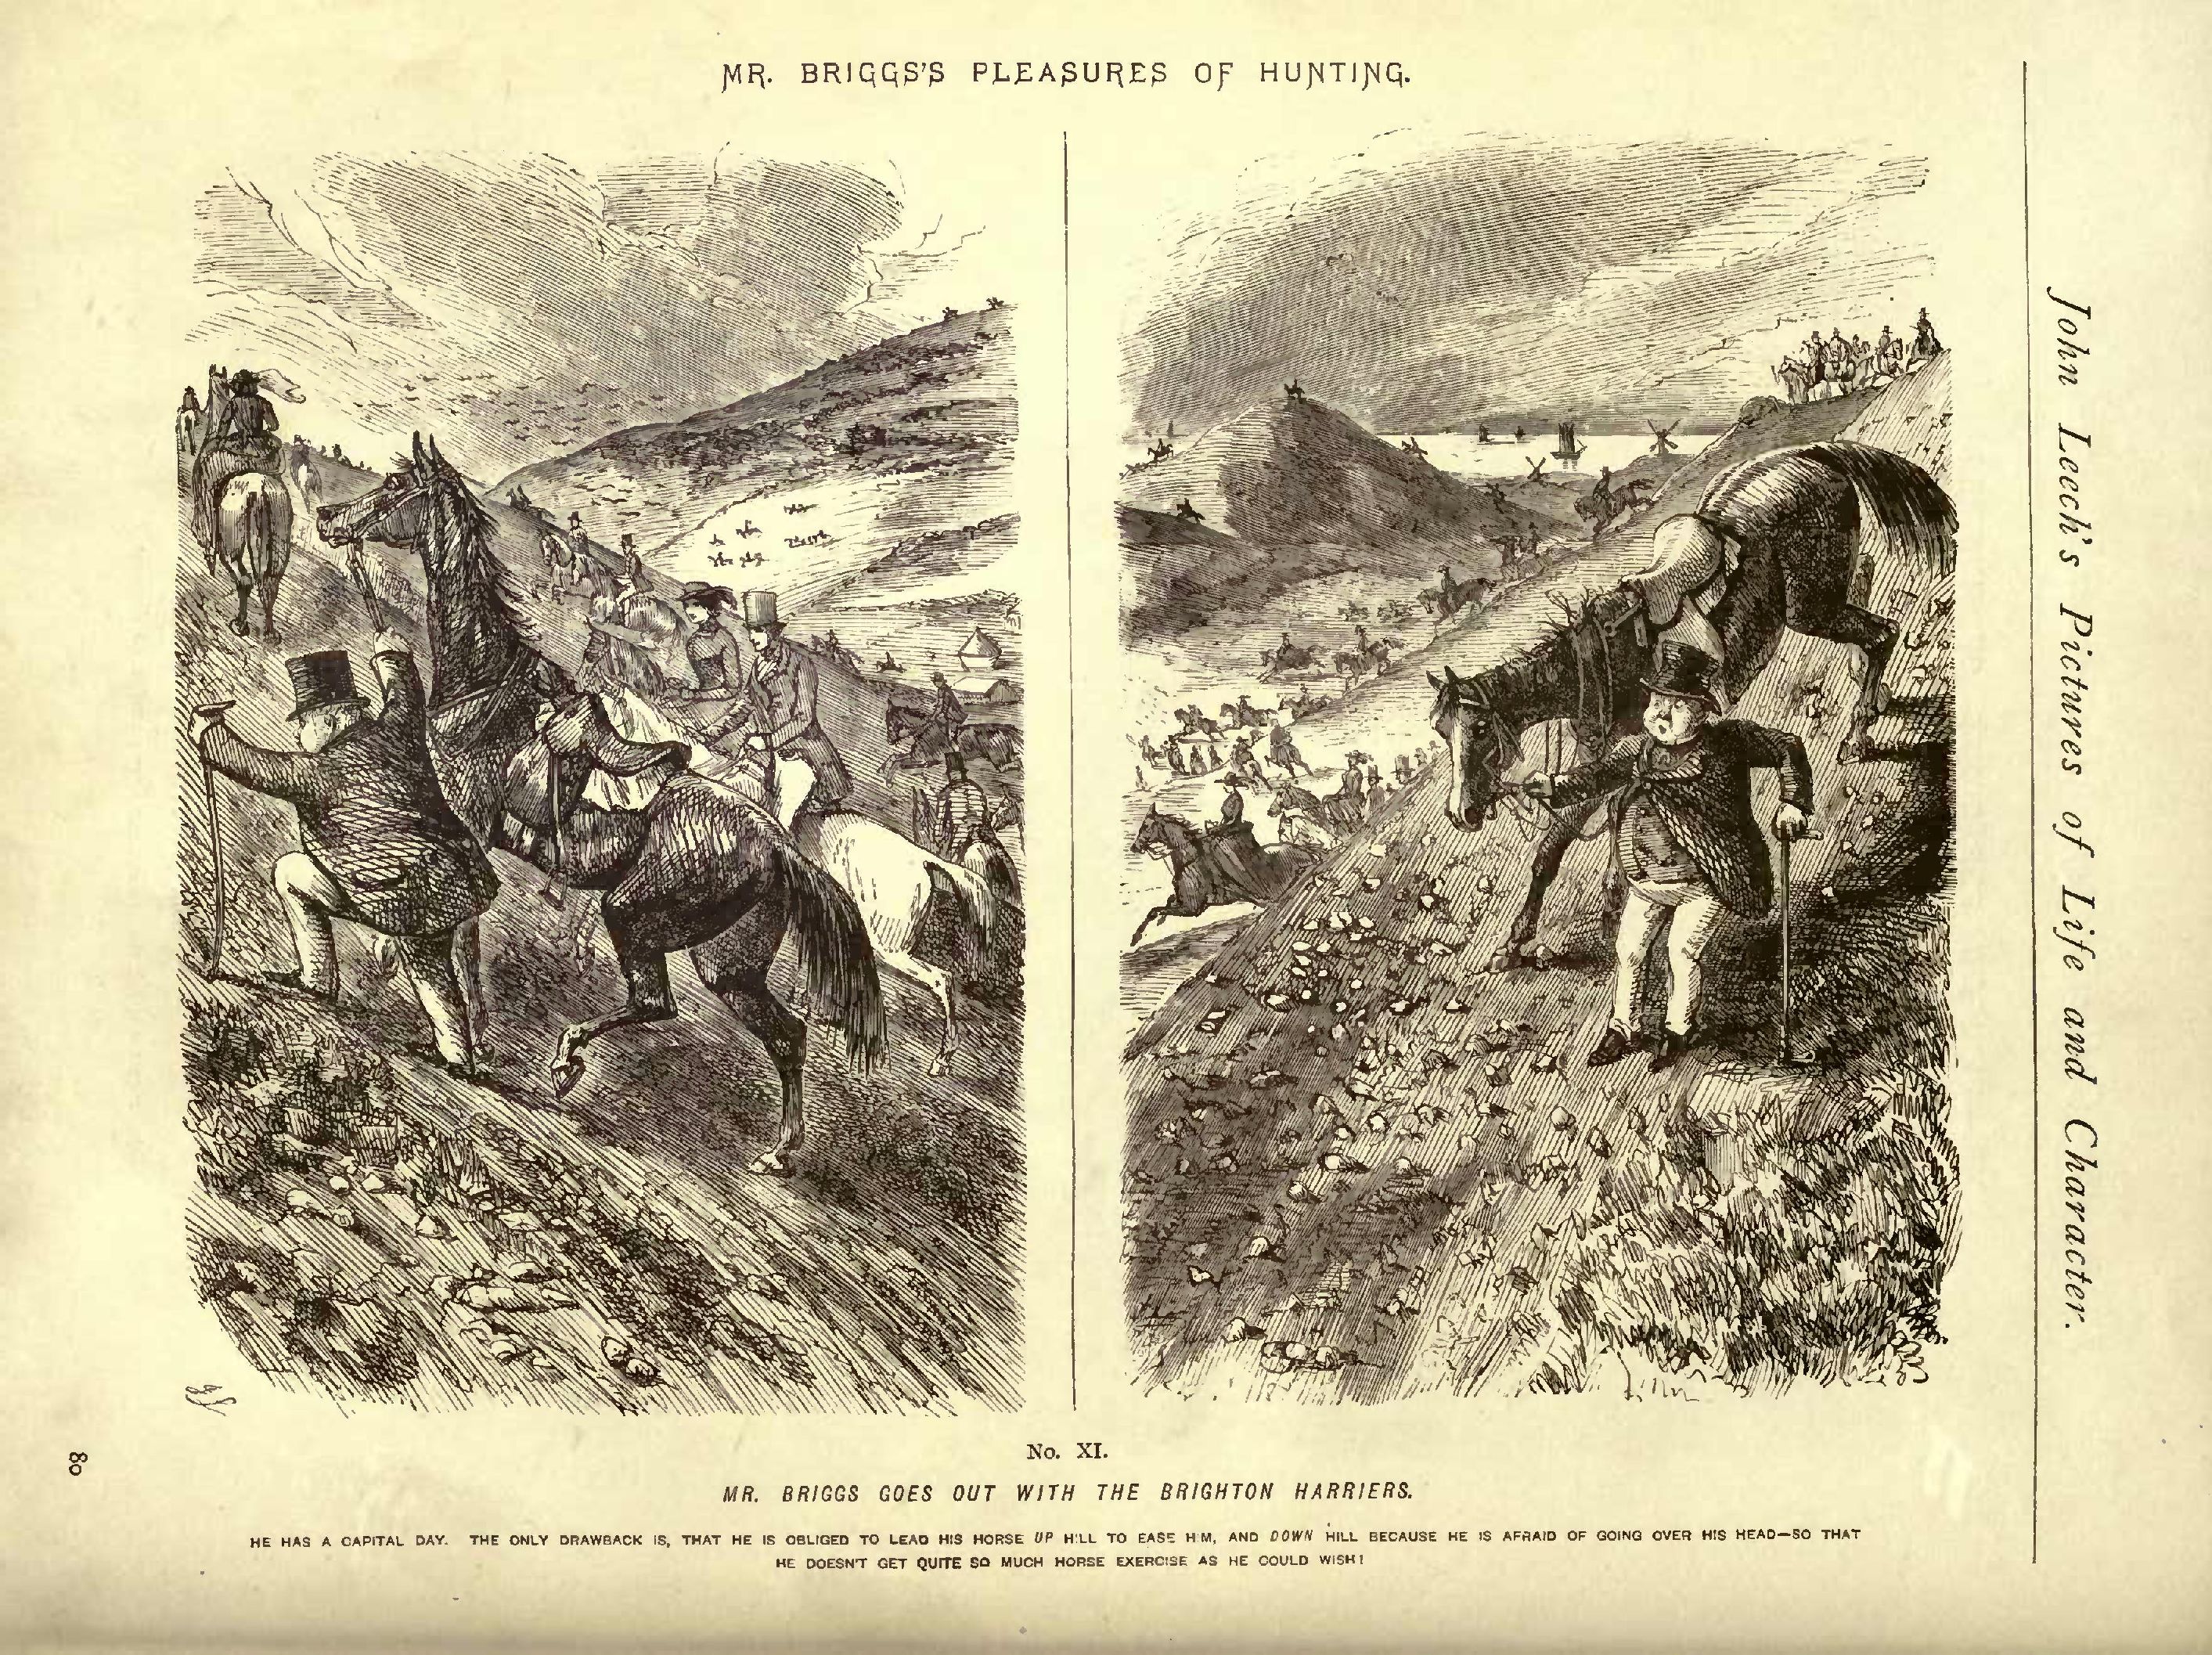 MR. BRIGGS'S PLEASURES OF HUNTING.
John Leech's Pictures of Life and Character.
No. XI.
MR. BRIGGS GOES OUT WITH THE BRIGHTON HARRIERS.
HE HAS A CAPITAL DAY. THE ONLY DRAWBACK IS, THAT HE IS OBLIGED TO LEAD HIS HORSE UP HILL TO EASE HIM, AND DOWN HILL BECAUSE HE IS AFRAID OF GOING OVER HIS HEAD—SO THAT
HE DOESN'T GET QUITE SO MUCH HORSE EXERCISE AS HE COULD WISH!
80